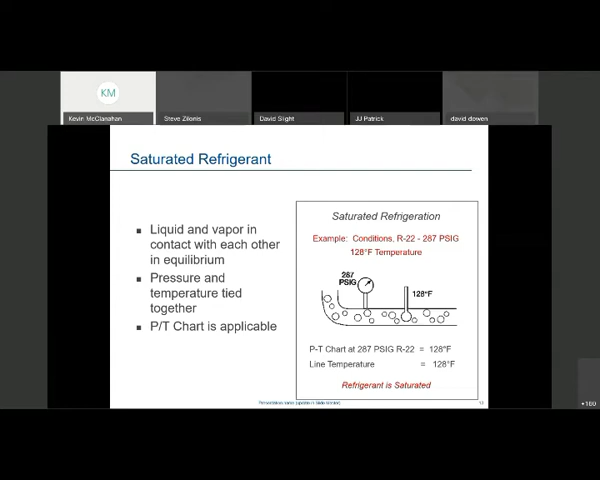 KM
Kevin McClanahan
Steve Zilonis
David Slight
JJ Patrick
david dowen
Saturated Refrigerant
Liquid and vapor in
contact with each other
in equilibrium
Pressure and
temperature tied
together
P/T Chart is applicable
Saturated Refrigeration
Example: Conditions, R-22 - 287 PSIG
128°F Temperature
287
PSIG
128°F
P-T Chart at 287 PSIG R-22 = 128°F
Line Temperature = 128°F
Refrigerant is Saturated
+160